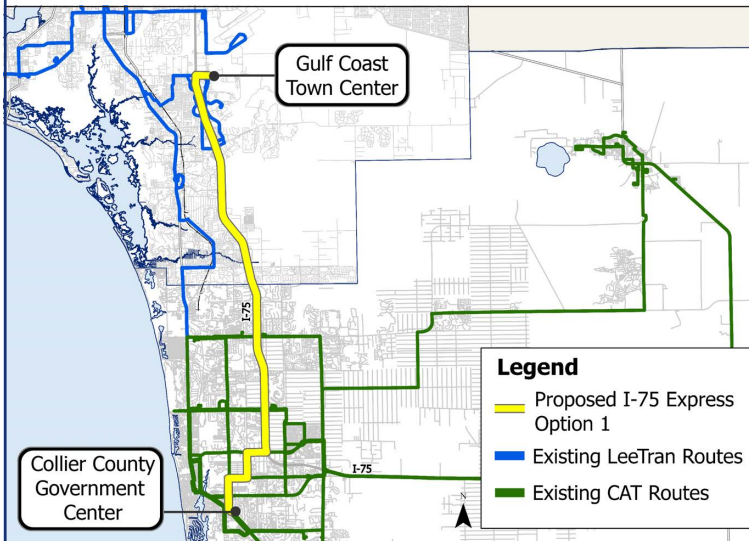 Gulf Coast
Town Center
I-75
Legend
Proposed I-75 Express
Option 1
Existing LeeTran Routes
Existing CAT Routes
Collier County
Government
Center
I-75
N